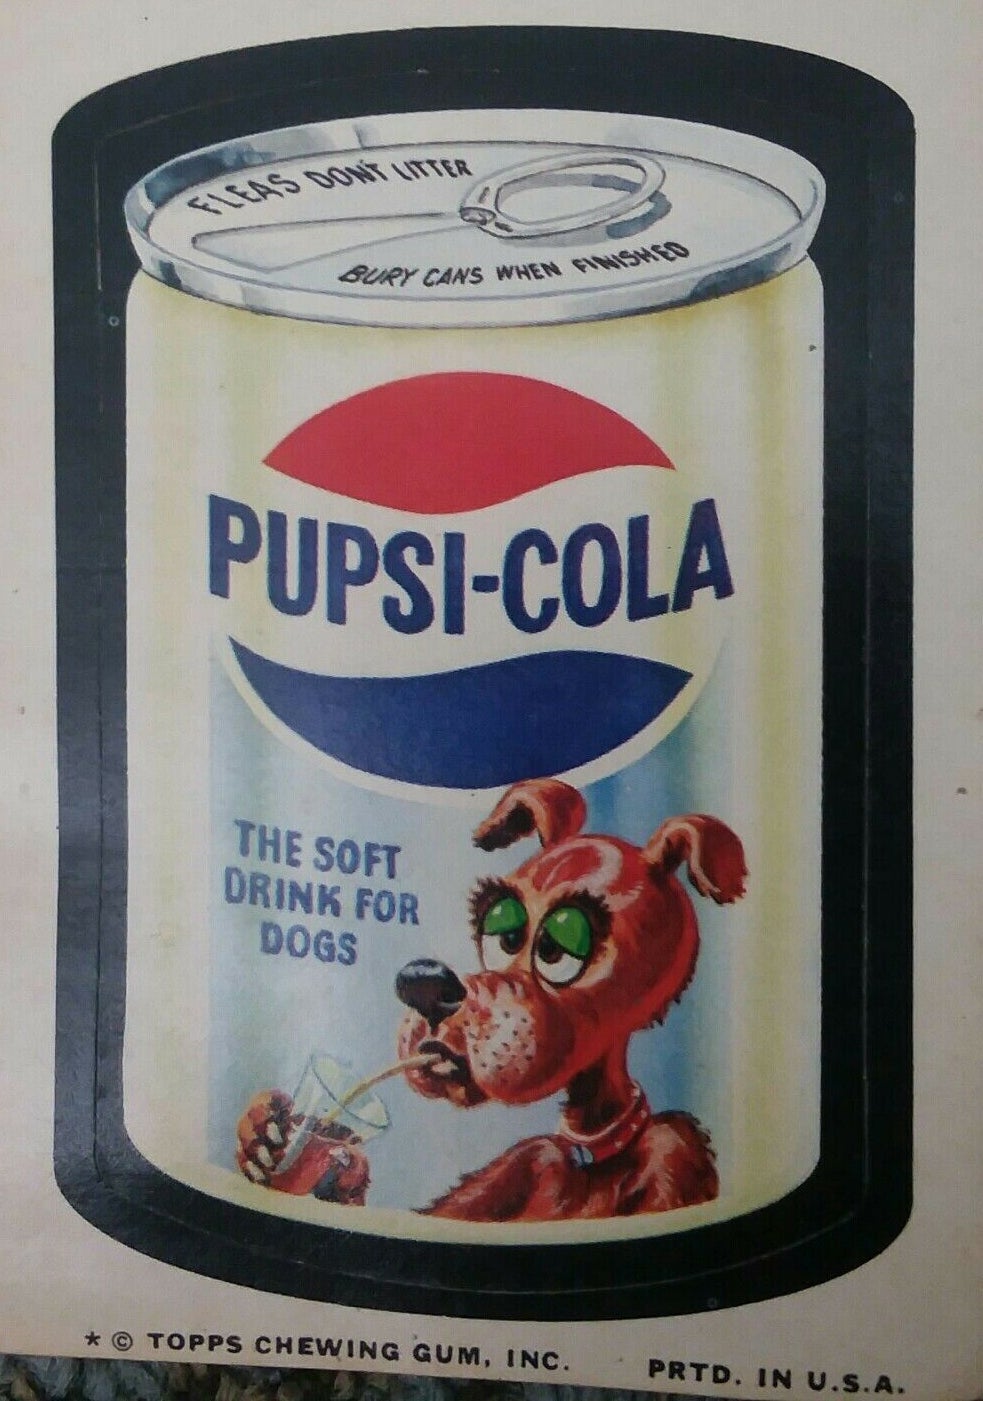 FLEAS DON'T LITTER
BURY CANS WHEN FINISHED
PUPSI-COLA
THE SOFT
DRINK FOR
DOGS
* © TOPPS CHEWING GUM, INC. PRTD. IN U.S.A.